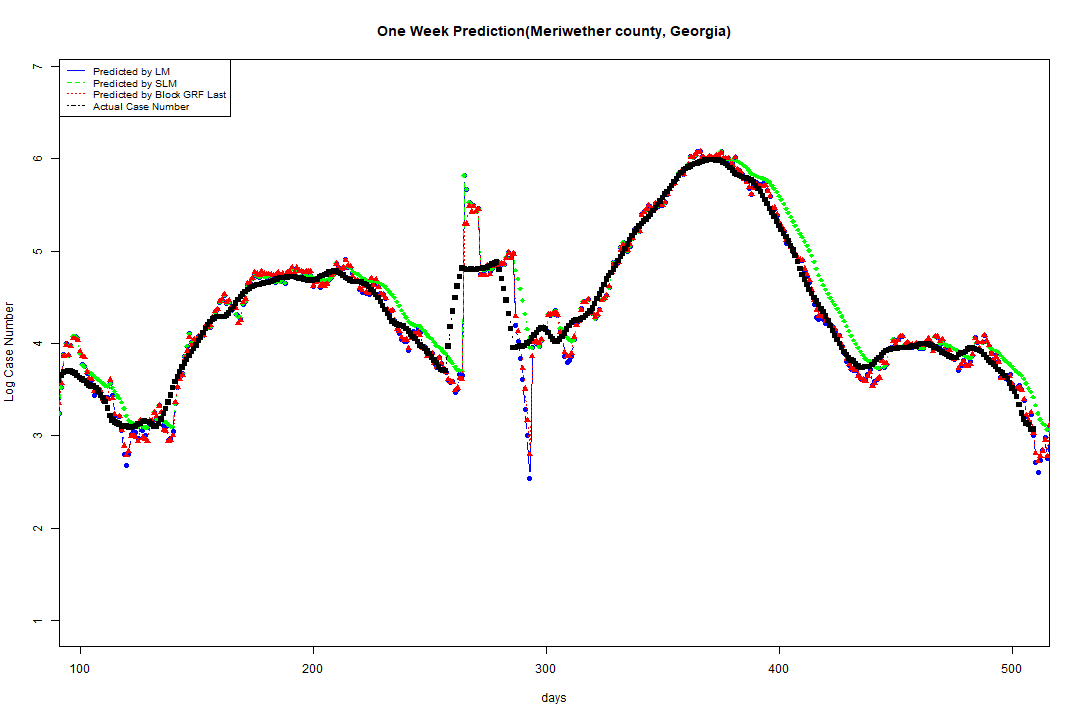 One Week Prediction(Meriwether county, Georgia)
Predicted by LM
Predicted by SLM
Predicted by Block GRF Last
Actual Case Number
7
6
5
4
3
2
1
Log Case Number
100 200 300 400 500
days